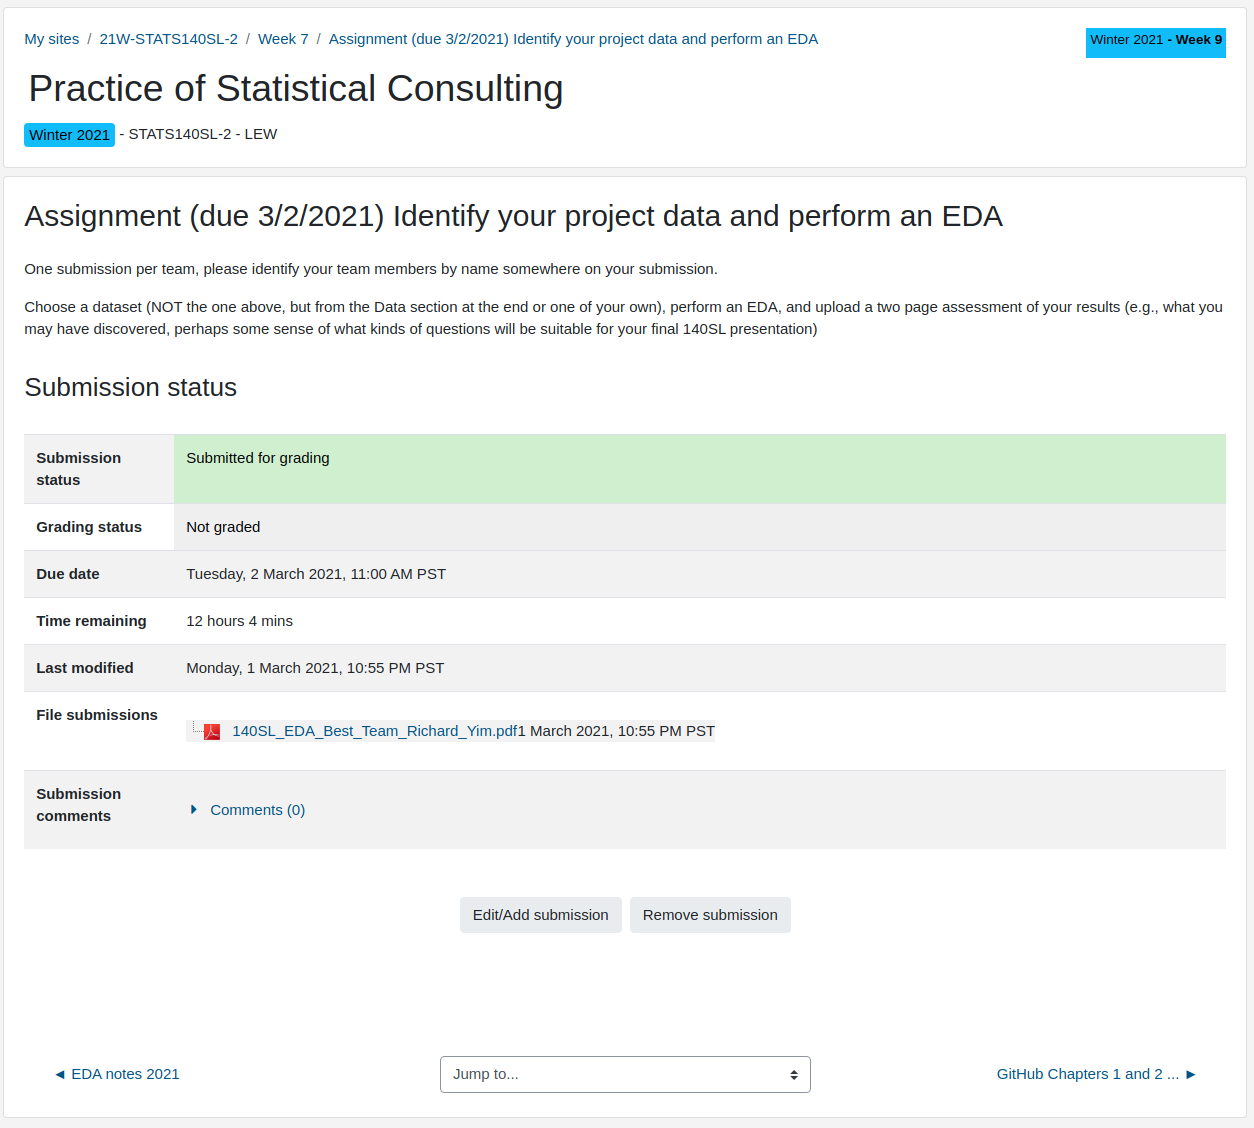 My sites / 21W-STATS140SL-2 / Week 7 / Assignment (due 3/2/2021) Identify your project data and perform an EDA
Winter 2021 - Week 9
Practice of Statistical Consulting
Winter 2021 - STATS140SL-2 - LEW
Assignment (due 3/2/2021) Identify your project data and perform an EDA
One submission per team, please identify your team members by name somewhere on your submission.
Choose a dataset (NOT the one above, but from the Data section at the end or one of your own), perform an EDA, and upload a two page assessment of your results (e.g., what you
may have discovered, perhaps some sense of what kinds of questions will be suitable for your final 140SL presentation)
Submission status
Submission
status
Submitted for grading
Grading status
Not graded
Due date
Tuesday, 2 March 2021, 11:00 AM PST
Time remaining
12 hours 4 mins
Last modified
Monday, 1 March 2021, 10:55 PM PST
File submissions
140SL_EDA_Best_Team_Richard_Yim.pdf1 March 2021, 10:55 PM PST
Submission
comments
Comments (0)
Edit/Add submission
Remove submission
◄ EDA notes 2021
Jump to...
GitHub Chapters 1 and 2 ... ►